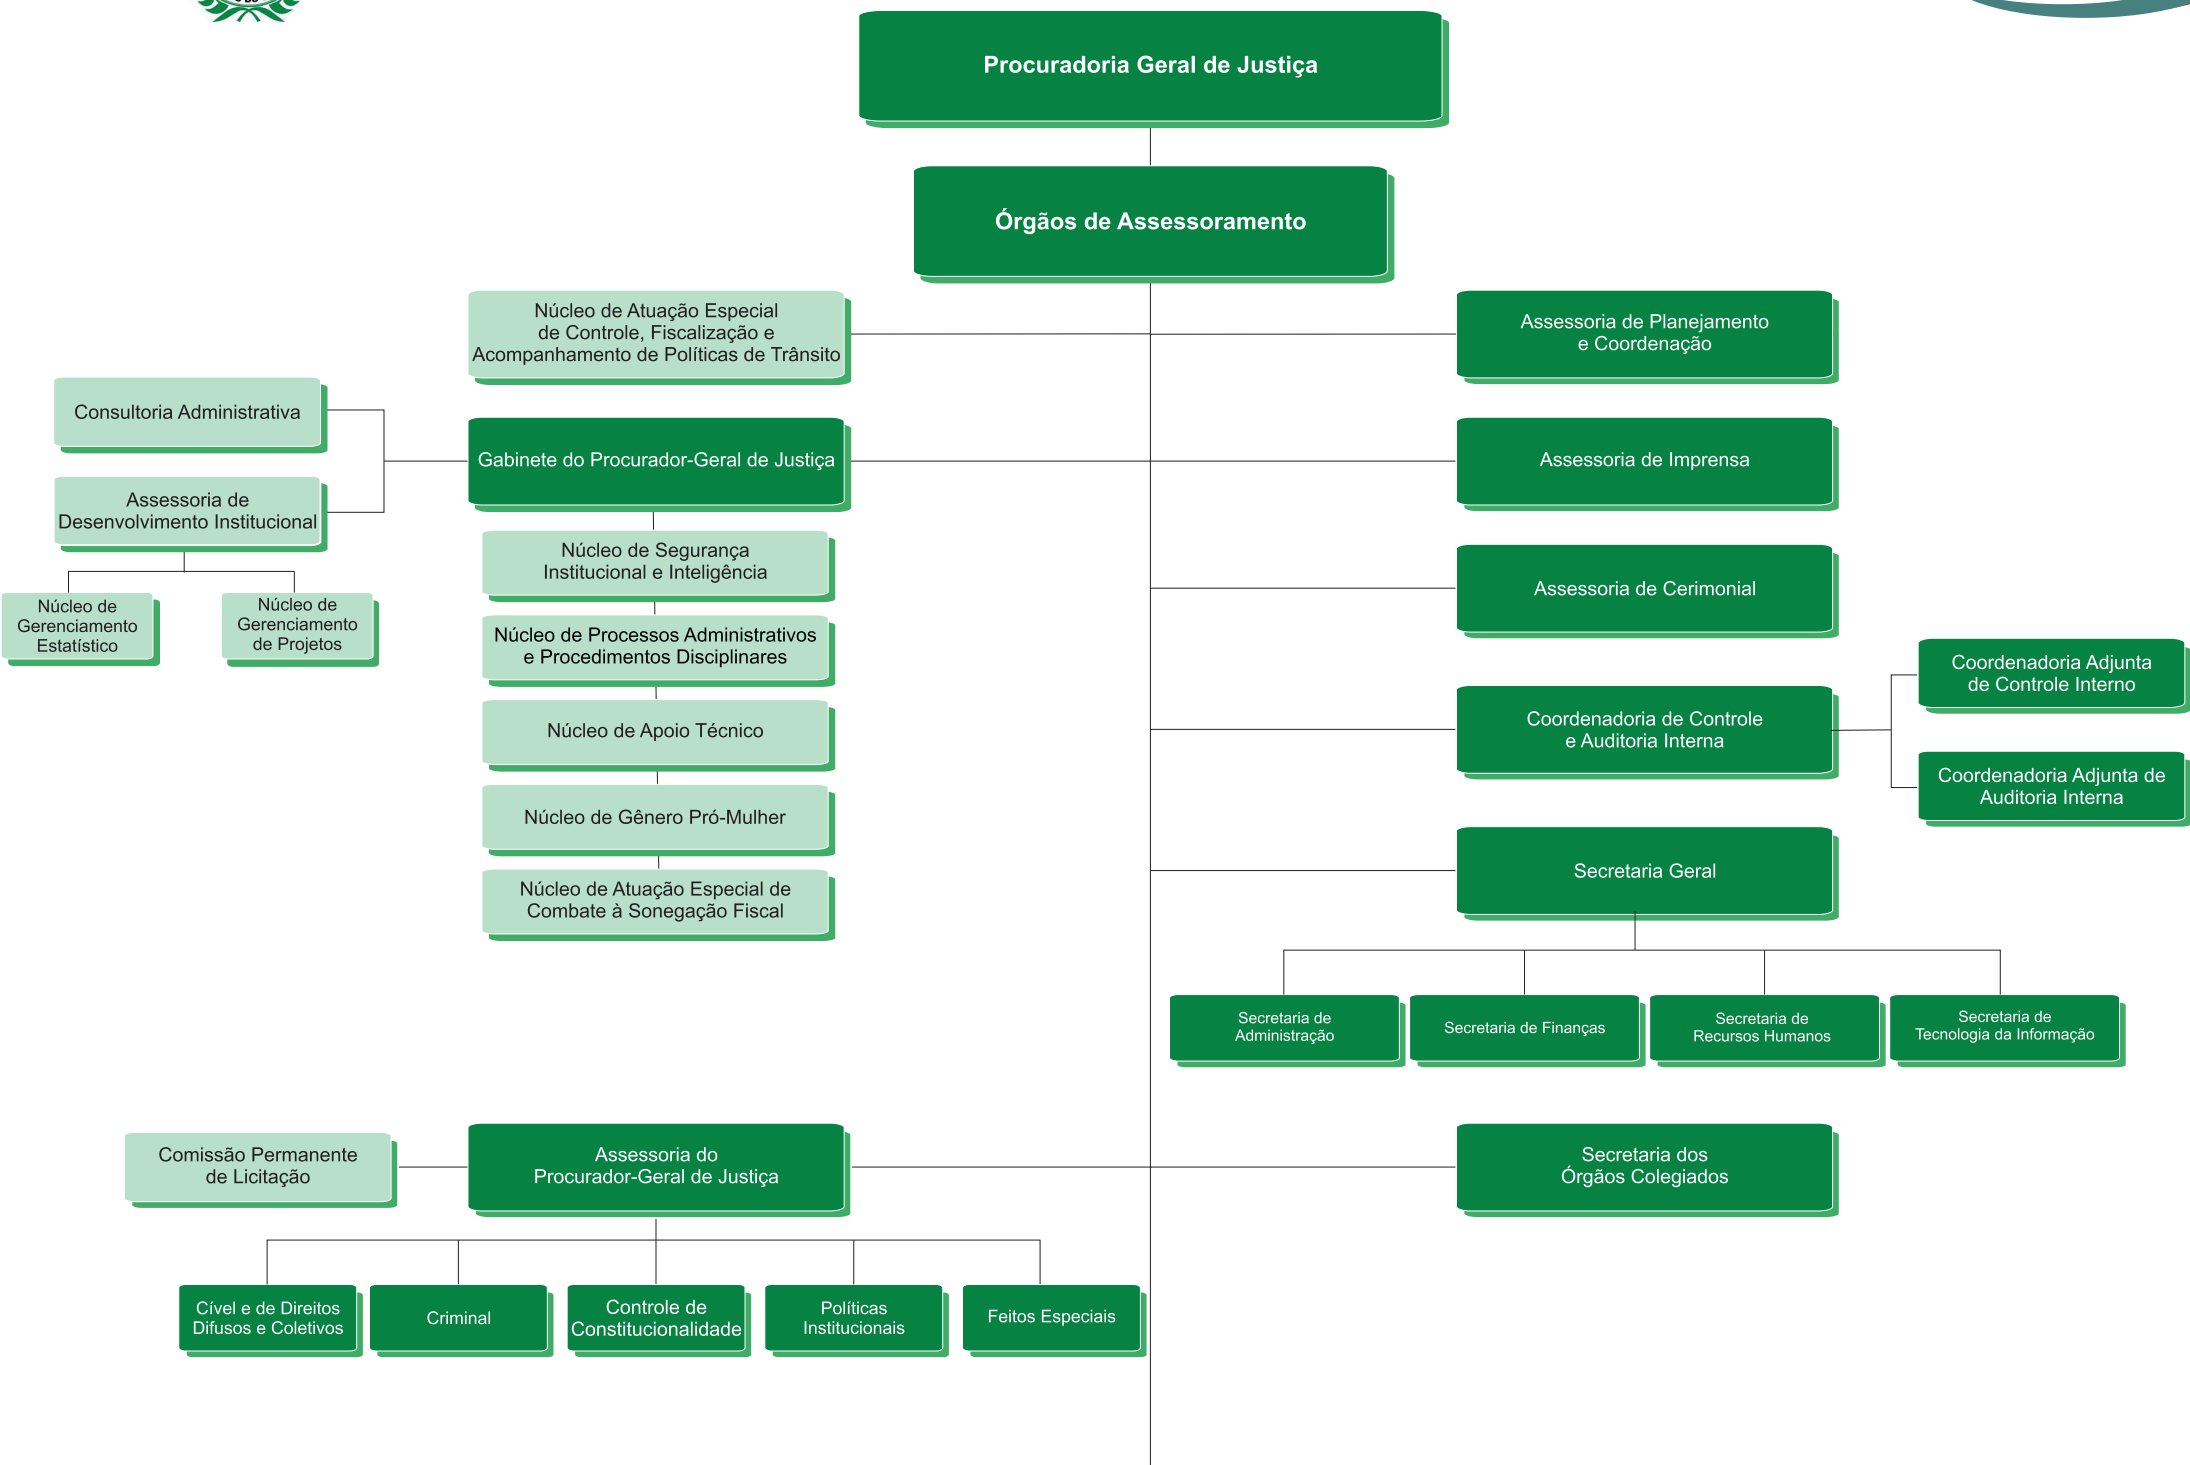 Procuradoria Geral de Justiça
Órgãos de Assessoramento
Núcleo de Atuação Especial
de Controle, Fiscalização e
Acompanhamento de Políticas de Trânsito
Assessoria de Planejamento
e Coordenação
Consultoria Administrativa
Gabinete do Procurador-Geral de Justiça
Assessoria de Imprensa
Assessoria de
Desenvolvimento Institucional
Núcleo de
Gerenciamento
Estatístico
Núcleo de
Gerenciamento
de Projetos
Núcleo de Segurança
Institucional e Inteligência
Núcleo de Processos Administrativos
e Procedimentos Disciplinares
Núcleo de Apoio Técnico
Núcleo de Gênero Pró-Mulher
Núcleo de Atuação Especial de
Combate à Sonegação Fiscal
Assessoria de Cerimonial
Coordenadoria de Controle
e Auditoria Interna
Coordenadoria Adjunta
de Controle Interno
Coordenadoria Adjunta de
Auditoria Interna
Secretaria Geral
Secretaria de
Administração
Secretaria de Finanças
Secretaria de
Recursos Humanos
Secretaria de
Tecnologia da Informação
Comissão Permanente
de Licitação
Assessoria do
Procurador-Geral de Justiça
Secretaria dos
Órgãos Colegiados
Cível e de Direitos
Difusos e Coletivos
Criminal
Controle de
Constitucionalidade
Políticas
Institucionais
Feitos Especiais